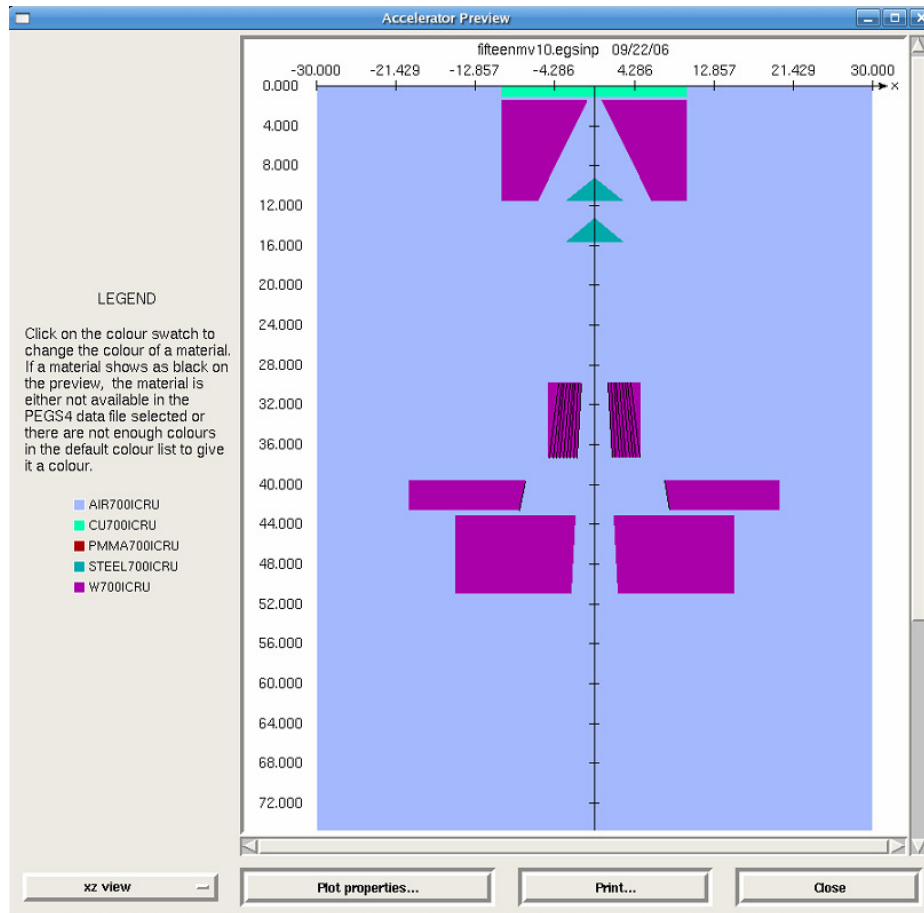 Accelerator Preview
fifteenmv10.egsinp 09/22/06
-30.000 -21.429 -12.857 -4.286 4.286 12.857 21.429 30.000
x
0.000
4.000
8.000
12.000
16.000
20.000
24.000
28.000
32.000
36.000
40.000
44.000
48.000
52.000
56.000
60.000
64.000
68.000
72.000
LEGEND
Click on the colour swatch to
change the colour of a material.
If a material shows as black on
the preview, the material is
either not available in the
PEGS4 data file selected or
there are not enough colours
in the default colour list to give
it a colour.
AIR700ICRU
CU700ICRU
PMMA700ICRU
STEEL700ICRU
W700ICRU
xz view
Plot properties...
Print...
Close